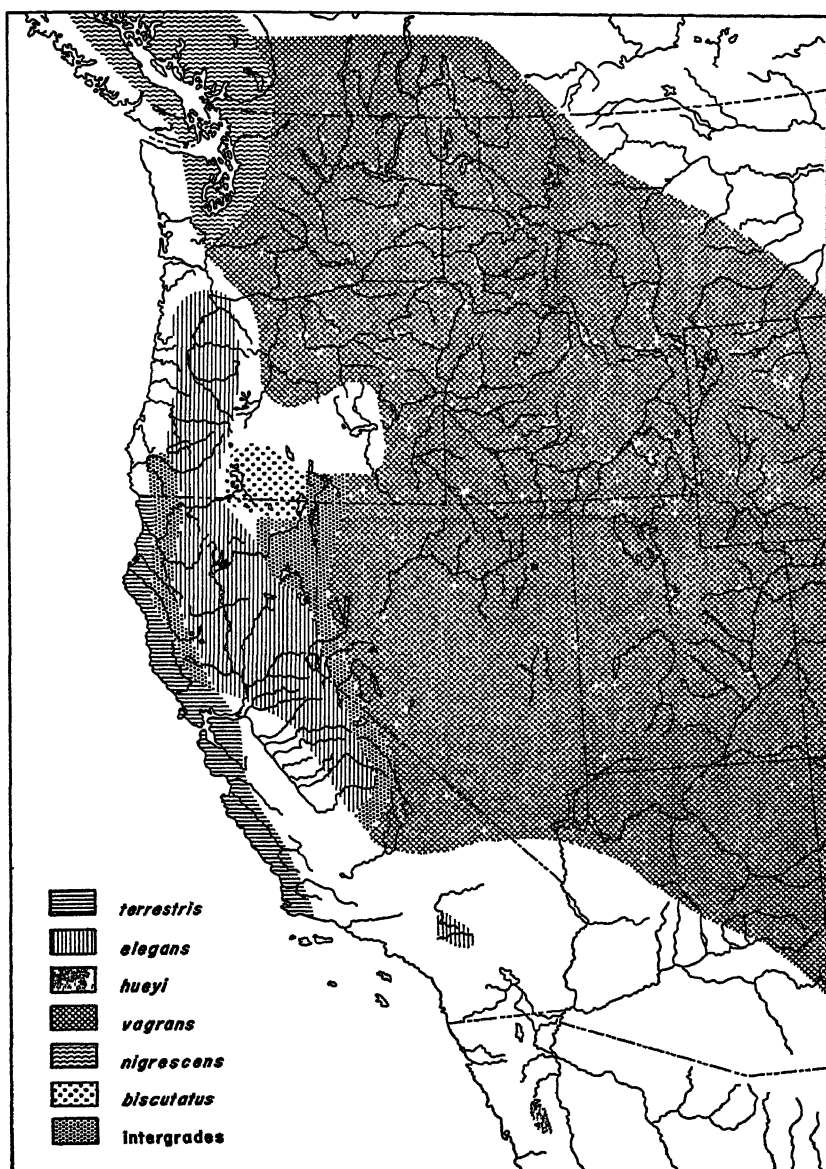 terrestris
elegans
hueyi
vagrans
nigrescens
biscutatus
intergrades